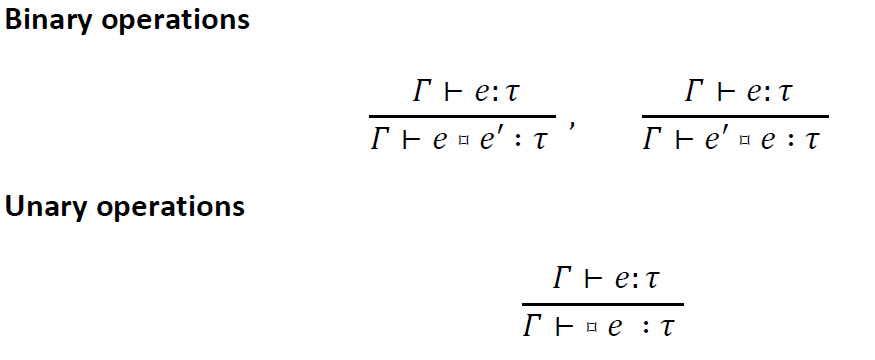 Binary operations
Γ ⊢ e: τ    Γ ⊢ e: τ
Γ ⊢ e ¤ e′ : τ ,    Γ ⊢ e′ ¤ e : τ
Unary operations
Γ ⊢ e: τ
Γ ⊢ ¤ e : τ